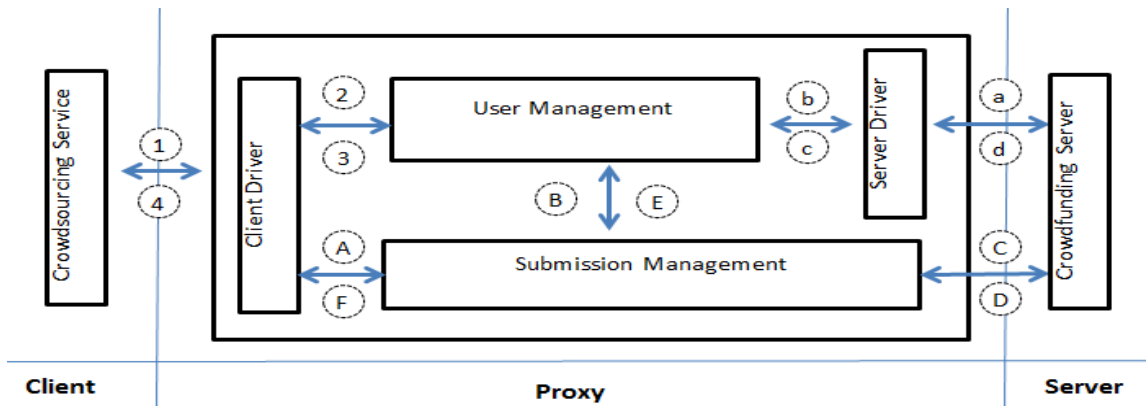 Crowdsourcing Service
1
4
Client Driver
2
3
User Management
b
c
Server Driver
a
d
Crowdfunding Server
B
E
A
F
Submission Management
C
D
Client
Proxy
Server